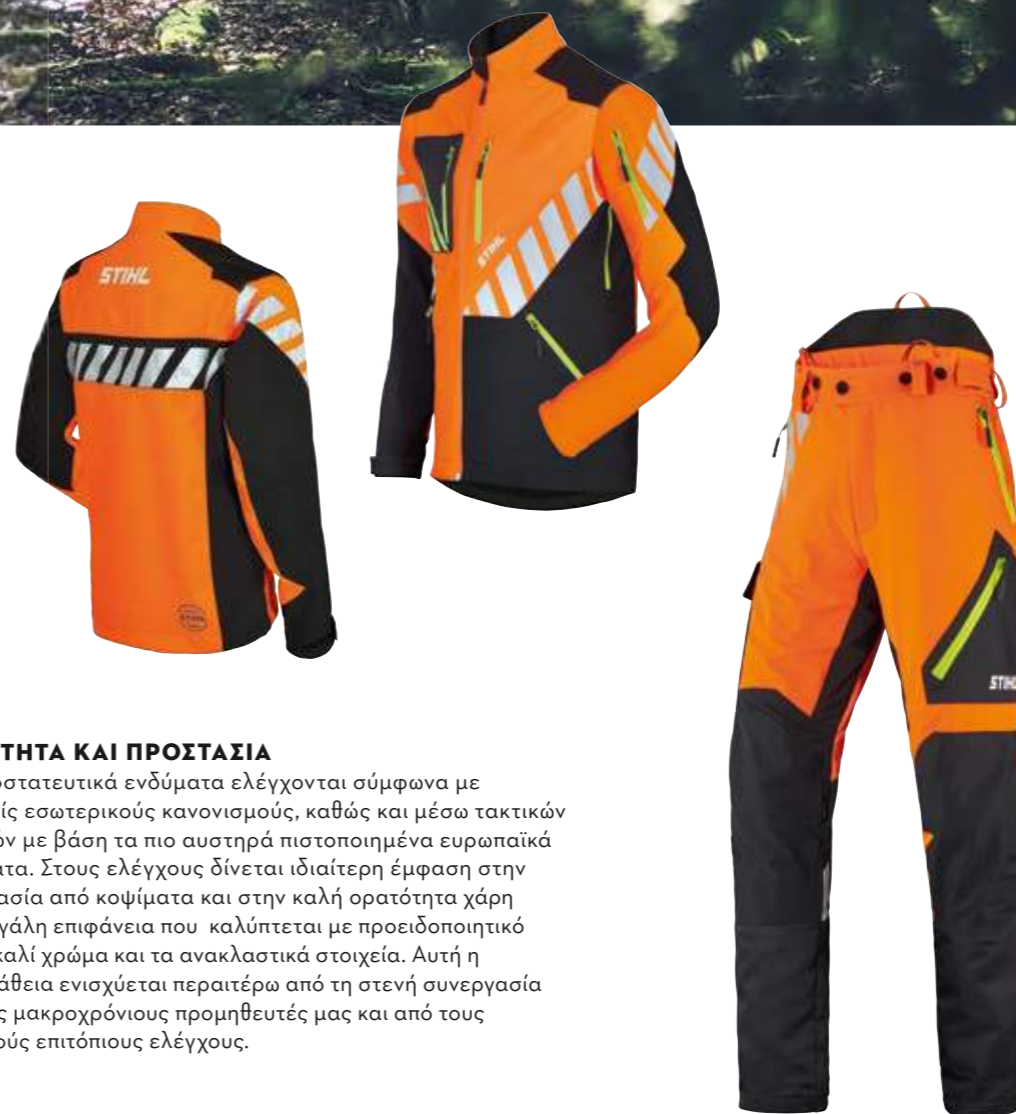 STIHL
STIHL
STIHL
ΤΗΤΑ ΚΑΙ ΠΡΟΣΤΑΣΙΑ
οστατευτικά ενδύματα ελέγχονται σύμφωνα με
ίς εσωτερικούς κανονισμούς, καθώς και μέσω τακτικών
ών με βάση τα πιο αυστηρά πιστοποιημένα ευρωπαϊκά
ατα. Στους ελέγχους δίνεται ιδιαίτερη έμφαση στην
ασία από κοψίματα και στην καλή ορατότητα χάρη
γάλη επιφάνεια που καλύπτεται με προειδοποιητικό
καλί χρώμα και τα ανακλαστικά στοιχεία. Αυτή η
άθεια ενισχύεται περαιτέρω από τη στενή συνεργασία
ς μακροχρόνιους προμηθευτές μας και από τους
ούς επιτόπιους ελέγχους.